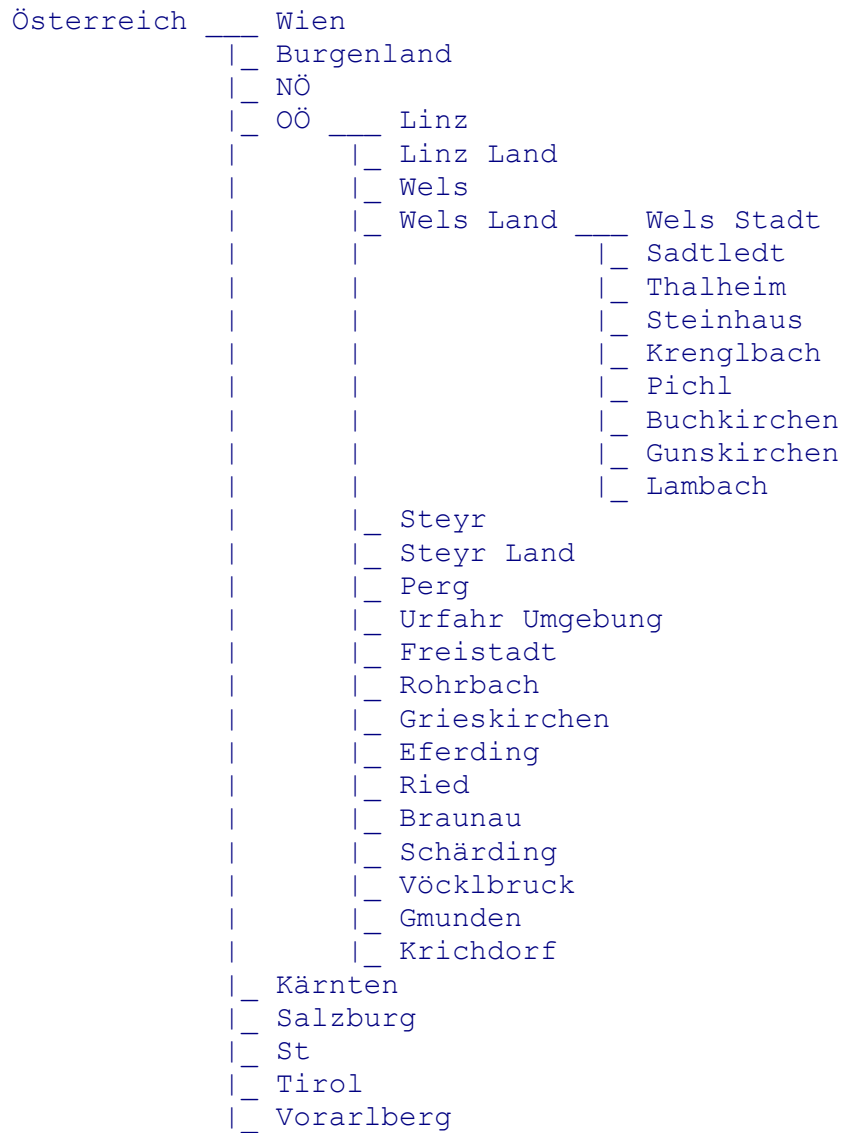 Österreich ___ Wien
|_ Burgenland
|_ NÖ
|_ OÖ ___ Linz
| |_ Linz Land
| |_ Wels
| |_ Wels Land ___ Wels Stadt
| | |_ Sadtledt
| | |_ Thalheim
| | |_ Steinhaus
| | |_ Krenglbach
| | |_ Pichl
| | |_ Buchkirchen
| | |_ Gunskirchen
| | |_ Lambach
| |_ Steyr
| |_ Steyr Land
| |_ Perg
| |_ Urfahr Umgebung
| |_ Freistadt
| |_ Rohrbach
| |_ Grieskirchen
| |_ Eferding
| |_ Ried
| |_ Braunau
| |_ Schärding
| |_ Vöcklbruck
| |_ Gmunden
| |_ Krichdorf
|_ Kärnten
|_ Salzburg
|_ St
|_ Tirol
|_ Vorarlberg